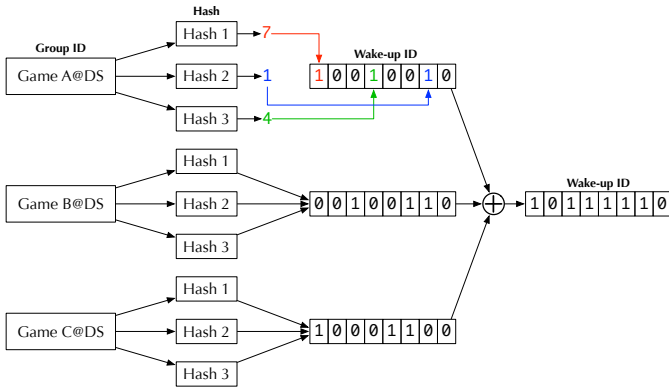 Hash
Group ID
Hash 1 7
Wake-up ID
Game A@DS Hash 2 1 1 0 0 1 0 0 1 0
Hash 3 4
Hash 1
Wake-up ID
Game B@DS Hash 2 0 0 1 0 0 1 1 0 + 1 0 1 1 1 1 1 0
Hash 3
Hash 1
Game C@DS Hash 2 1 0 0 0 1 1 0 0
Hash 3